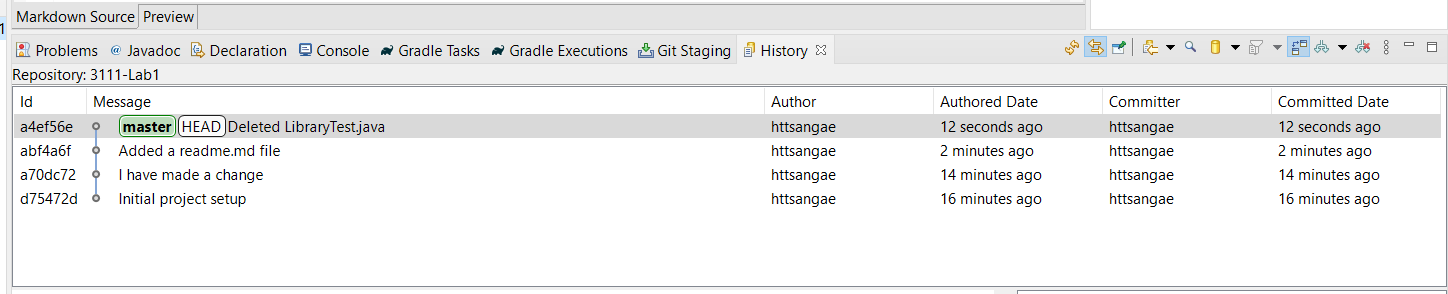 Markdown Source Preview
1
Problems Javadoc Declaration Console Gradle Tasks Gradle Executions Git Staging History
Repository: 3111-Lab1
Id Message Author Authored Date Committer Committed Date
a4ef56e master HEAD Deleted LibraryTest.java httsangae 12 seconds ago httsangae 12 seconds ago
abf4a6f Added a readme.md file httsangae 2 minutes ago httsangae 2 minutes ago
a70dc72 I have made a change httsangae 14 minutes ago httsangae 14 minutes ago
d75472d Initial project setup httsangae 16 minutes ago httsangae 16 minutes ago